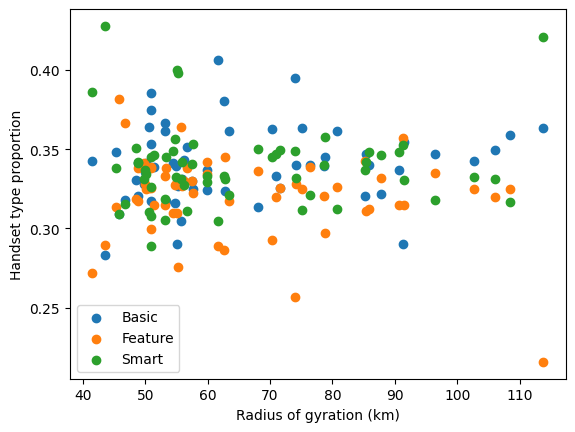 0.40
0.35
0.30
0.25
Handset type proportion
Basic
Feature
Smart
40 50 60 70 80 90 100 110
Radius of gyration (km)